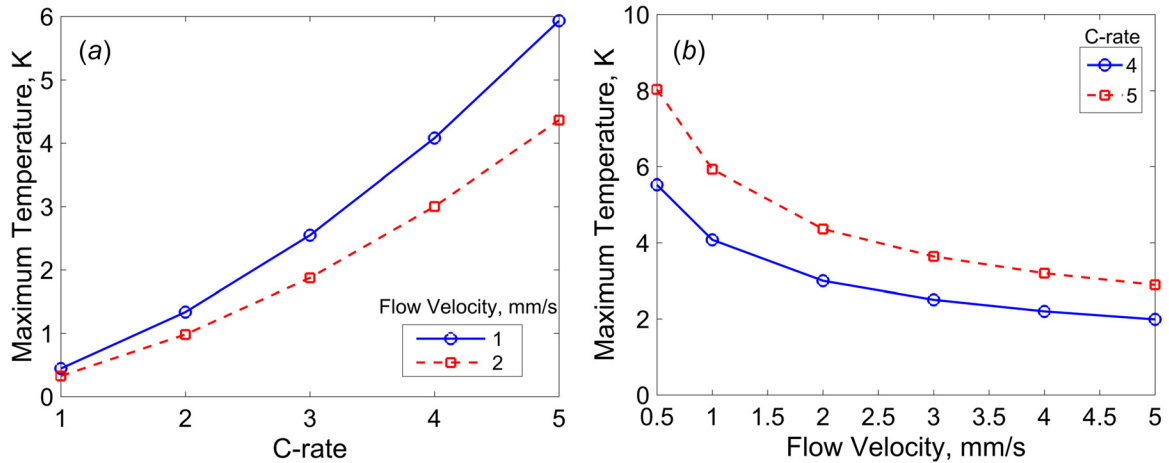 (a)
Maximum Temperature, K
6
5
4
3
2
1
0
1 2 3 4 5
C-rate
Flow Velocity, mm/s
1
2
(b)
Maximum Temperature, K
10
8
6
4
2
0
0.5 1 1.5 2 2.5 3 3.5 4 4.5 5
Flow Velocity, mm/s
C-rate
4
5